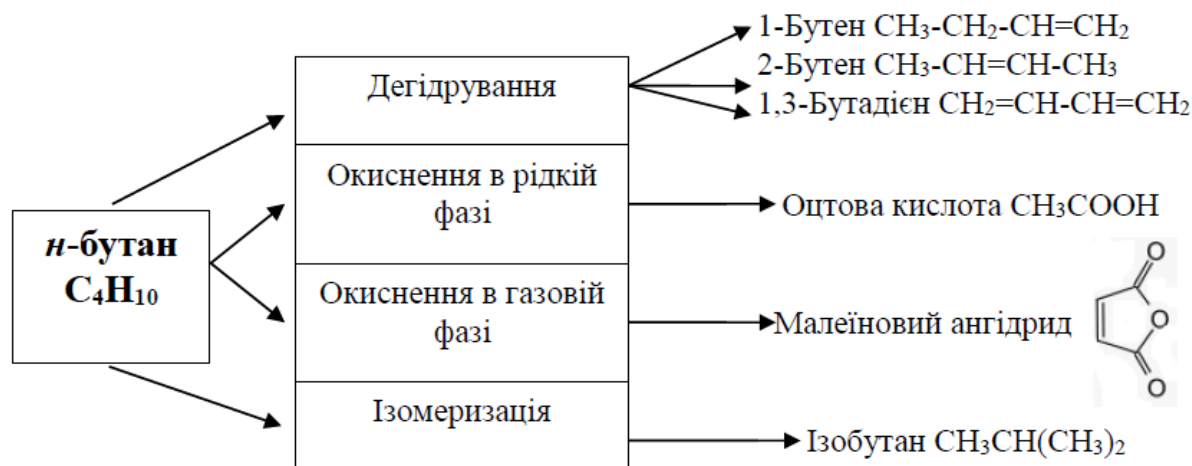 н-бутан
C₄H₁₀
Дегідрування
Окиснення в рідкій
фазі
Окиснення в газовій
фазі
Ізомеризація
1-Бутен CH₃-CH₂-CH=CH₂
2-Бутен CH₃-CH=CH-CH₃
1,3-Бутадієн CH₂=CH-CH=CH₂
Оцтова кислота CH₃COOH
Малеїновий ангідрид
O
O
O
Ізобутан CH₃CH(CH₃)₂